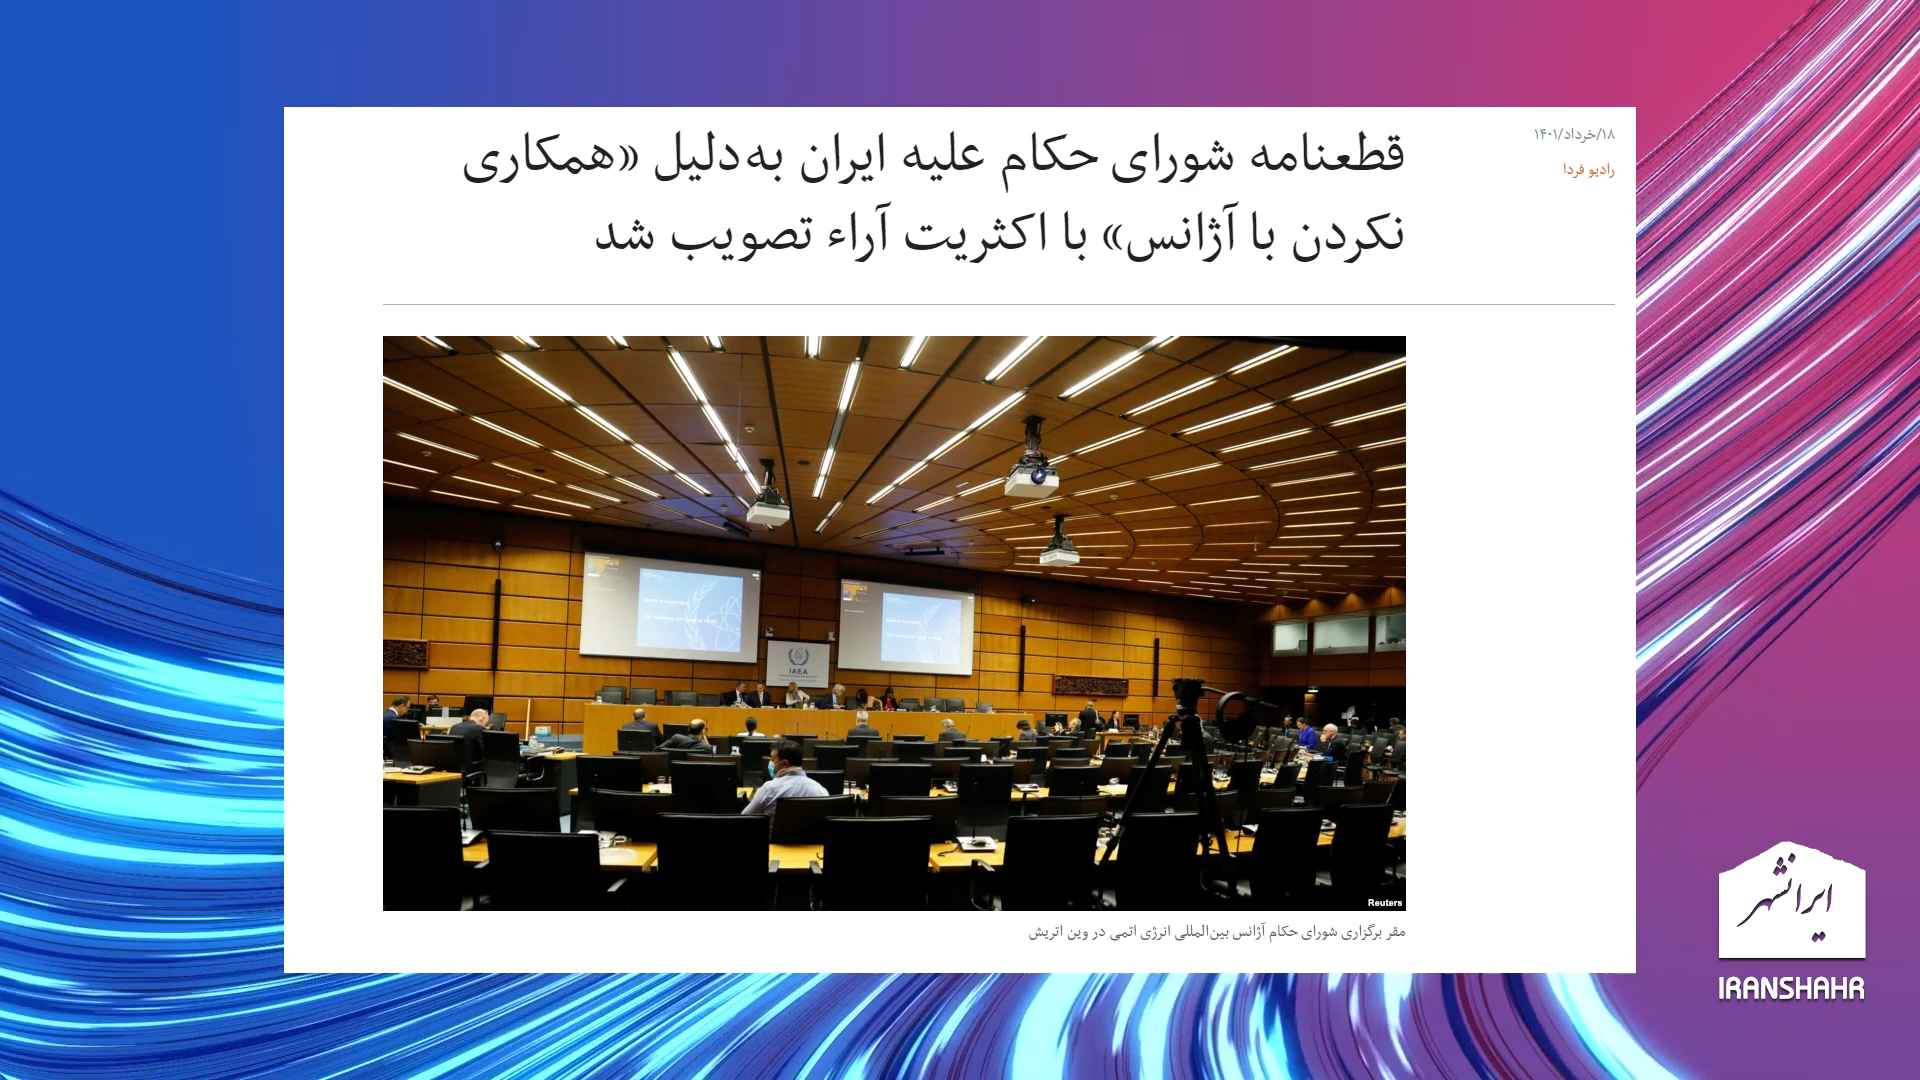 ۱۸/خرداد/۱۴۰۱
رادیو فردا
قطعنامه شورای حکام علیه ایران به‌دلیل «همکاری
نکردن با آژانس» با اکثریت آراء تصویب شد
IAEA
Reuters
مقر برگزاری شورای حکام آژانس بین‌المللی انرژی اتمی در وین اتریش
ایرانشهر
IRANSHAHR